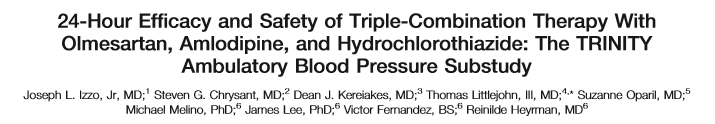 24-Hour Efficacy and Safety of Triple-Combination Therapy With
Olmesartan, Amlodipine, and Hydrochlorothiazide: The TRINITY
Ambulatory Blood Pressure Substudy
Joseph L. Izzo, Jr, MD;1 Steven G. Chrysant, MD;2 Dean J. Kereiakes, MD;3 Thomas Littlejohn, III, MD;4,* Suzanne Oparil, MD;5
Michael Melino, PhD;6 James Lee, PhD;6 Victor Fernandez, BS;6 Reinilde Heyrman, MD6